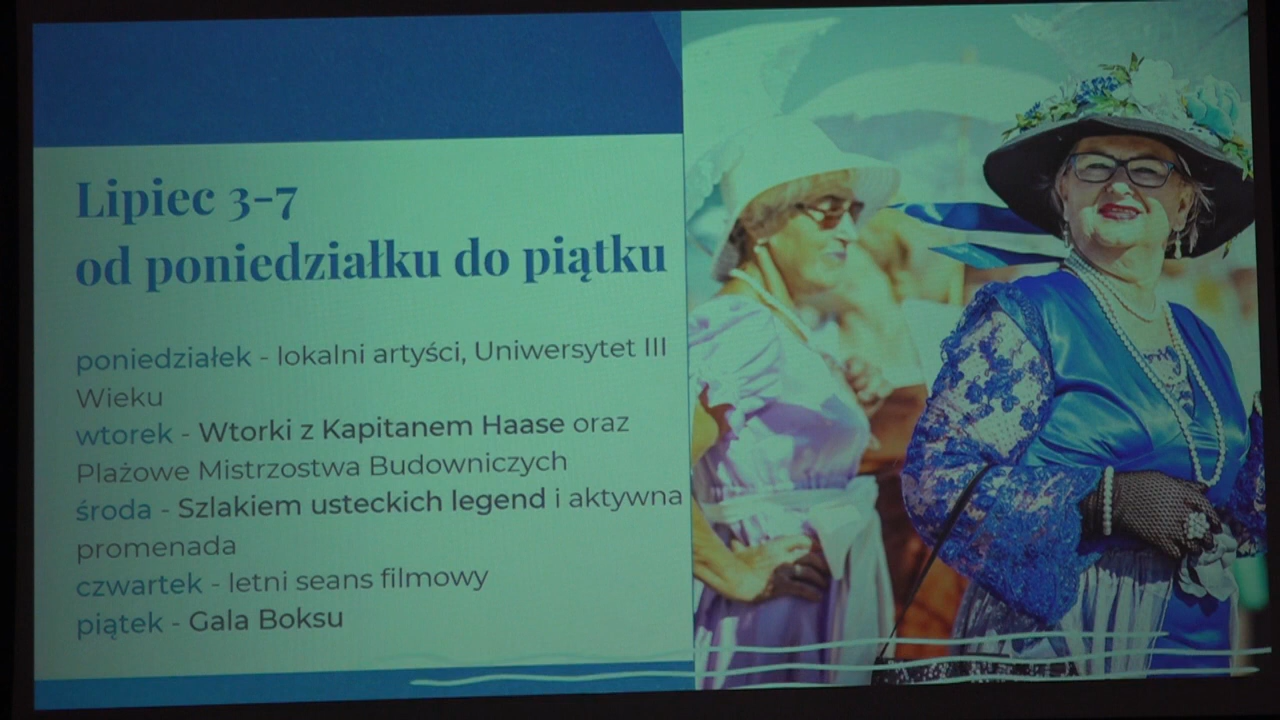 Lipiec 3-7
od poniedziałku do piątku
poniedziałek - lokalni artyści, Uniwersytet III
Wieku
wtorek - Wtorki z Kapitanem Haase oraz
Plażowe Mistrzostwa Budowniczych
środa - Szlakiem usteckich legend i aktywna
promenada
czwartek - letni seans filmowy
piątek - Gala Boksu